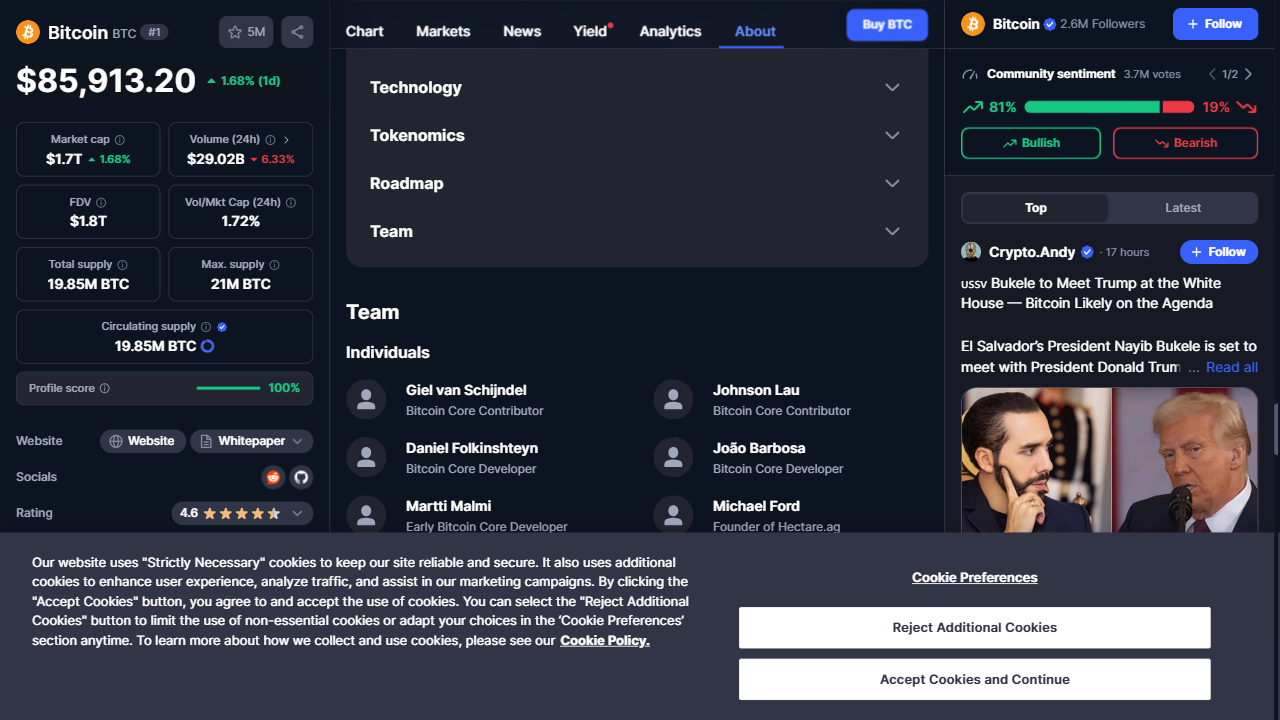 Bitcoin BTC #1
5M
$85,913.20 1.68% (1d)
Market cap
$1.7T 1.68%
Volume (24h)
$29.02B 6.33%
FDV
$1.8T
Vol/Mkt Cap (24h)
1.72%
Total supply
19.85M BTC
Max. supply
21M BTC
Circulating supply
19.85M BTC
Profile score 100%
Website Website Whitepaper
Socials
Rating 4.6
Chart Markets News Yield Analytics About Buy BTC
Technology
Tokenomics
Roadmap
Team
Team
Individuals
Giel van Schijndel
Bitcoin Core Contributor
Johnson Lau
Bitcoin Core Contributor
Daniel Folkinshteyn
Bitcoin Core Developer
João Barbosa
Bitcoin Core Developer
Martti Malmi
Early Bitcoin Core Developer
Michael Ford
Founder of Hectare.ag
Bitcoin 2.6M Followers + Follow
Community sentiment 3.7M votes 1/2
81% 19%
Bullish Bearish
Top Latest
Crypto.Andy · 17 hours + Follow
ussv Bukele to Meet Trump at the White
House — Bitcoin Likely on the Agenda
El Salvador's President Nayib Bukele is set to
meet with President Donald Trum ... Read all
Our website uses "Strictly Necessary" cookies to keep our site reliable and secure. It also uses additional
cookies to enhance user experience, analyze traffic, and assist in our marketing campaigns. By clicking the
"Accept Cookies" button, you agree to and accept the use of cookies. You can select the "Reject Additional
Cookies" button to limit the use of non-essential cookies or adapt your choices in the ‘Cookie Preferences’
section anytime. To learn more about how we collect and use cookies, please see our Cookie Policy.
Cookie Preferences
Reject Additional Cookies
Accept Cookies and Continue